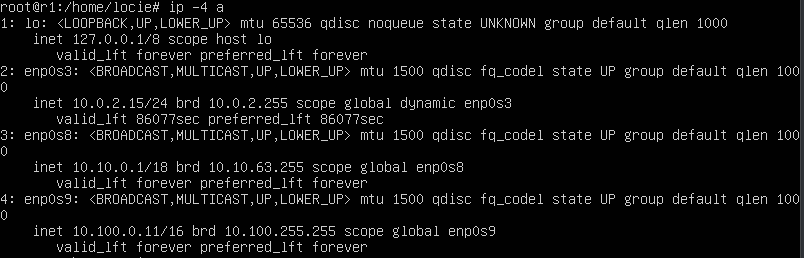 root@r1:/home/locie# ip -4 a
1: lo: <LOOPBACK,UP,LOWER_UP> mtu 65536 qdisc noqueue state UNKNOWN group default qlen 1000
    inet 127.0.0.1/8 scope host lo
       valid_lft forever preferred_lft forever
2: enp0s3: <BROADCAST,MULTICAST,UP,LOWER_UP> mtu 1500 qdisc fq_codel state UP group default qlen 100
0
    inet 10.0.2.15/24 brd 10.0.2.255 scope global dynamic enp0s3
       valid_lft 86077sec preferred_lft 86077sec
3: enp0s8: <BROADCAST,MULTICAST,UP,LOWER_UP> mtu 1500 qdisc fq_codel state UP group default qlen 100
0
    inet 10.10.0.1/18 brd 10.10.63.255 scope global enp0s8
       valid_lft forever preferred_lft forever
4: enp0s9: <BROADCAST,MULTICAST,UP,LOWER_UP> mtu 1500 qdisc fq_codel state UP group default qlen 100
0
    inet 10.100.0.11/16 brd 10.100.255.255 scope global enp0s9
       valid_lft forever preferred_lft forever